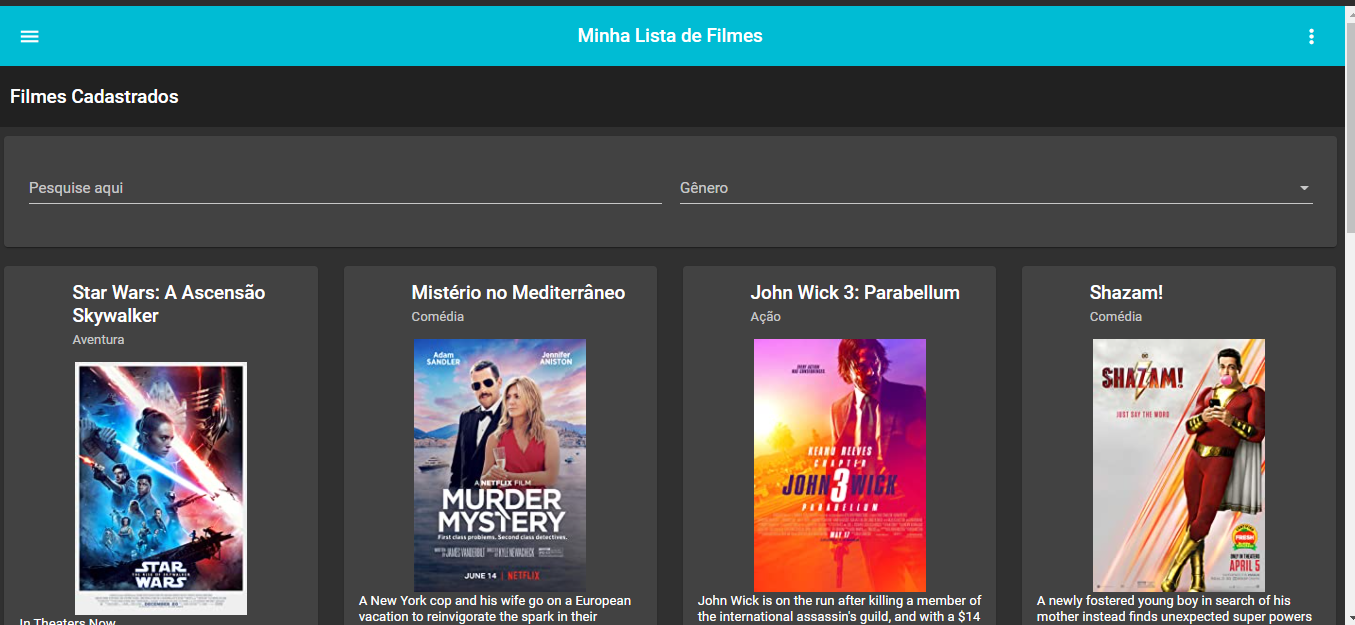 Minha Lista de Filmes
Filmes Cadastrados
Pesquise aqui
Gênero
Star Wars: A Ascensão
Skywalker
Aventura
STAR
WARS
In Theaters Now
Mistério no Mediterrâneo
Comédia
Adam
SANDLER
Jennifer
ANISTON
A NETFLIX FILM
MURDER
MYSTERY
First class problems. Second class detectives.
JUNE 14 | NETFLIX
A New York cop and his wife go on a European
vacation to reinvigorate the spark in their
John Wick 3: Parabellum
Ação
KEANU REEVES
CHAPTER
JOHN 3 WICK
PARABELLUM
MAY 17
John Wick is on the run after killing a member of
the international assassin's guild, and with a $14
Shazam!
Comédia
DC
SHAZAM!
JUST SAY THE WORD
FRESH
ONLY IN THEATERS
APRIL 5
A newly fostered young boy in search of his
mother instead finds unexpected super powers